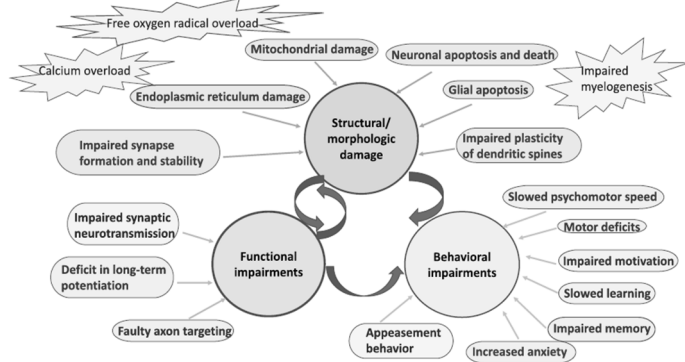 Free oxygen radical overload
Mitochondrial damage
Neuronal apoptosis and death
Calcium overload
Impaired
myelogenesis
Glial apoptosis
Endoplasmic reticulum damage
Structural/
morphologic
damage
Impaired synapse
formation and stability
Impaired plasticity
of dendritic spines
Slowed psychomotor speed
Impaired synaptic
neurotransmission
Motor deficits
Functional
impairments
Behavioral
impairments
Impaired motivation
Deficit in long-term
potentiation
Slowed learning
Faulty axon targeting
Appeasement
behavior
Impaired memory
Increased anxiety